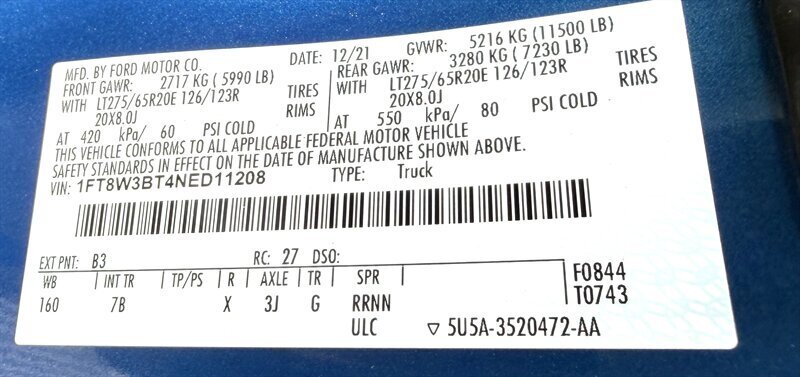 MFD. BY FORD MOTOR CO. DATE: 12/21 GVWR: 5216 KG (11500 LB)
FRONT GAWR: 2717 KG (5990 LB) REAR GAWR: 3280 KG (7230 LB)
WITH LT275/65R20E 126/123R TIRES WITH LT275/65R20E 126/123R TIRES
20X8.0J RIMS 20X8.0J RIMS
AT 420 kPa/ 60 PSI COLD AT 550 kPa/ 80 PSI COLD
THIS VEHICLE CONFORMS TO ALL APPLICABLE FEDERAL MOTOR VEHICLE
SAFETY STANDARDS IN EFFECT ON THE DATE OF MANUFACTURE SHOWN ABOVE.
VIN: 1FT8W3BT4NED11208 TYPE: Truck
EXT PNT: B3 RC: 27 DSO:
WB INT TR TP/PS R AXLE TR SPR F0844
160 7B X 3J G RRNN T0743
ULC ▽ 5U5A-3520472-AA